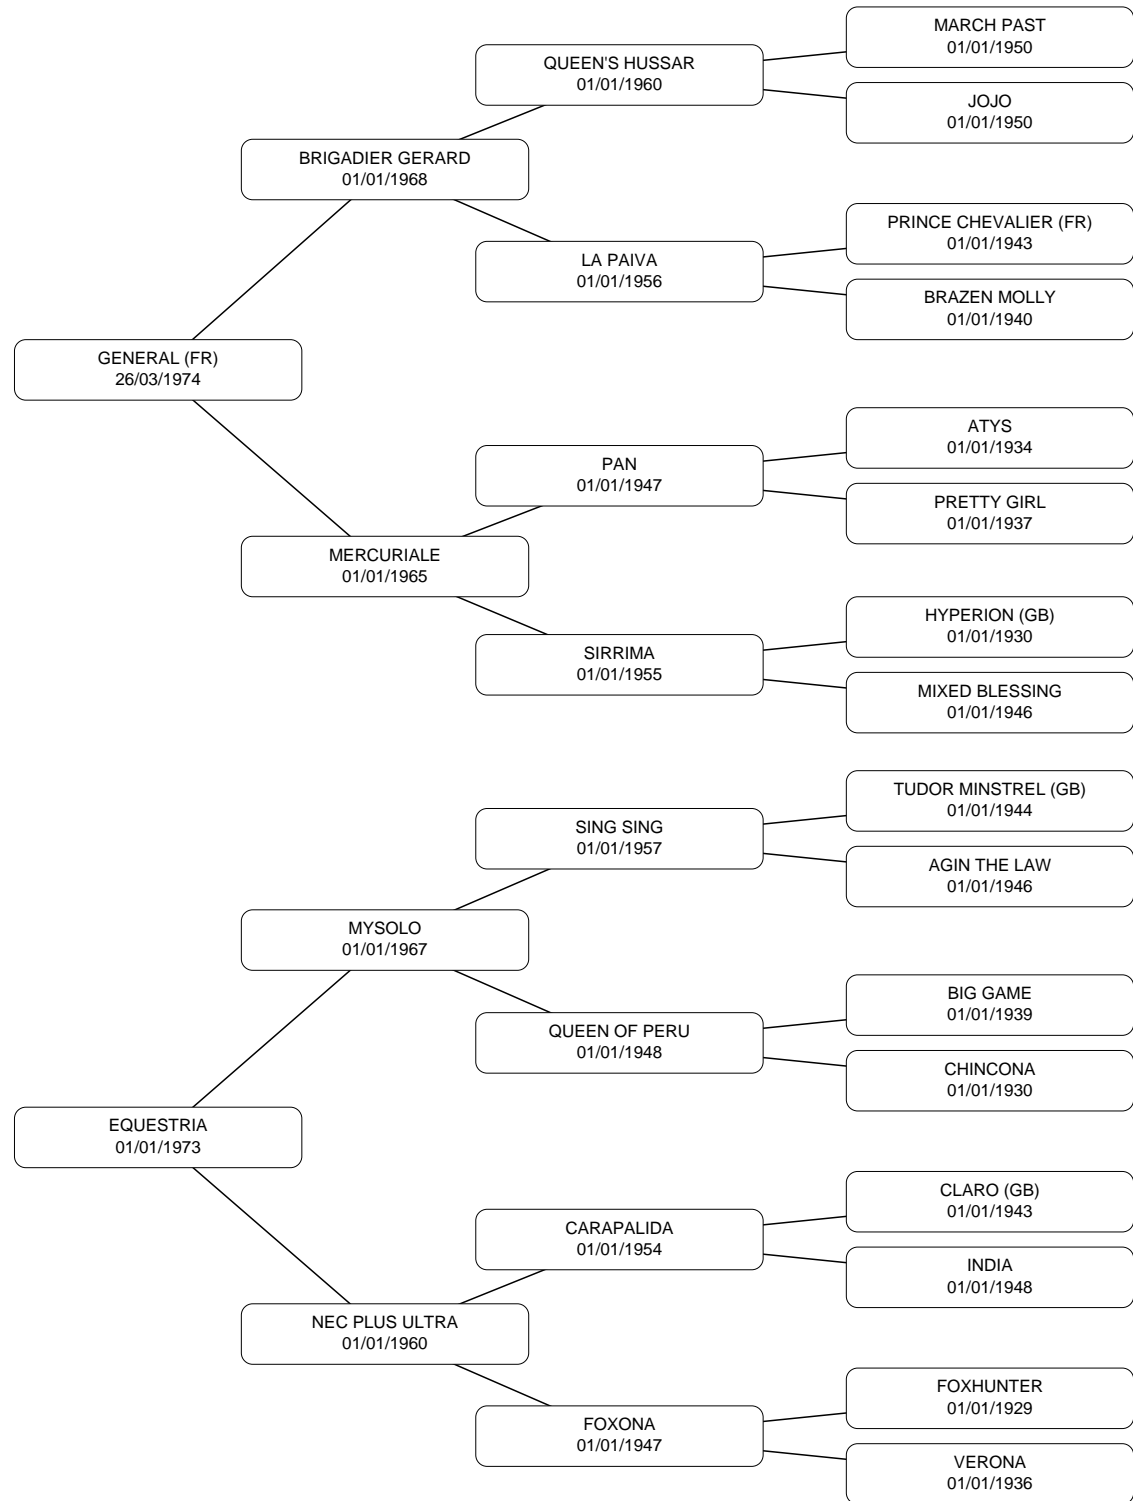 MARCH PAST
01/01/1950
QUEEN'S HUSSAR
01/01/1960
JOJO
01/01/1950
BRIGADIER GERARD
01/01/1968
PRINCE CHEVALIER (FR)
01/01/1943
LA PAIVA
01/01/1956
BRAZEN MOLLY
01/01/1940
GENERAL (FR)
26/03/1974
ATYS
01/01/1934
PAN
01/01/1947
PRETTY GIRL
01/01/1937
MERCURIALE
01/01/1965
HYPERION (GB)
01/01/1930
SIRRIMA
01/01/1955
MIXED BLESSING
01/01/1946
TUDOR MINSTREL (GB)
01/01/1944
SING SING
01/01/1957
AGIN THE LAW
01/01/1946
MYSOLO
01/01/1967
BIG GAME
01/01/1939
QUEEN OF PERU
01/01/1948
CHINCONA
01/01/1930
EQUESTRIA
01/01/1973
CLARO (GB)
01/01/1943
CARAPALIDA
01/01/1954
INDIA
01/01/1948
NEC PLUS ULTRA
01/01/1960
FOXHUNTER
01/01/1929
FOXONA
01/01/1947
VERONA
01/01/1936